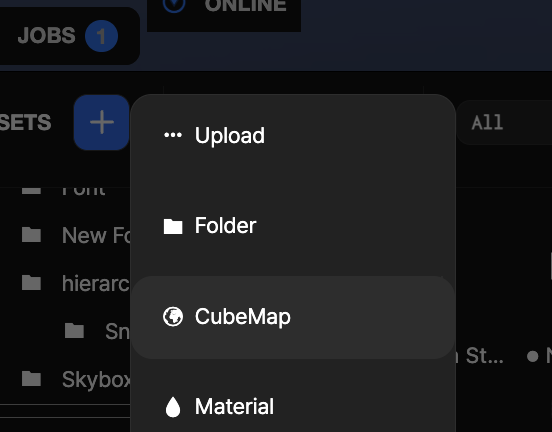 ONLINE
JOBS 1
SETS
All
Upload
Font
New Fo
Folder
hierarc
CubeMap
Sn
St...
Skybox
Material